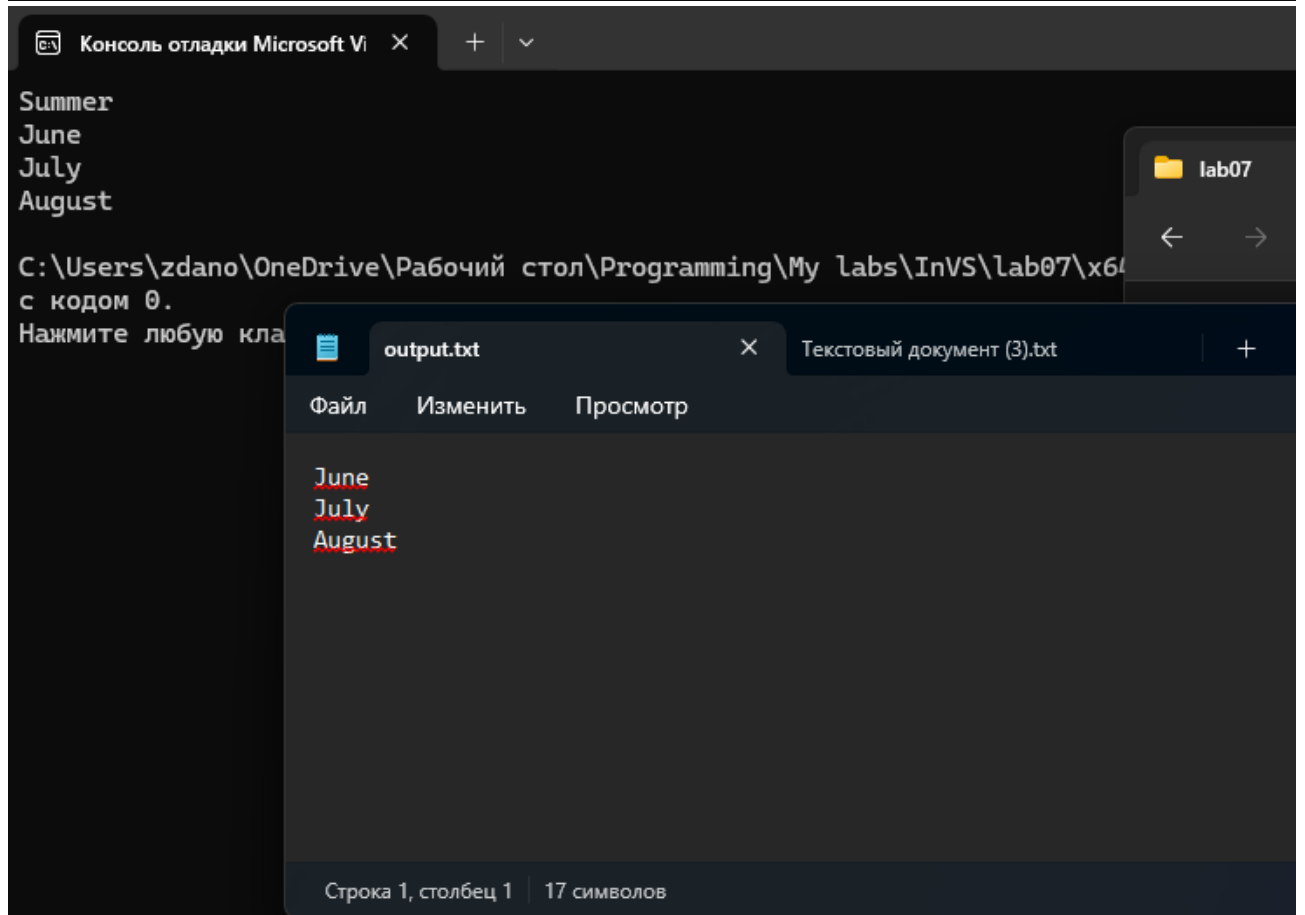 Консоль отладки Microsoft Vi
Summer
June
July
August
lab07
C:\Users\zdano\OneDrive\Рабочий стол\Programming\My labs\InVS\lab07\x64
с кодом 0.
Нажмите любую кла
output.txt
Текстовый документ (3).txt
Файл Изменить Просмотр
June
July
August
Строка 1, столбец 1 17 символов